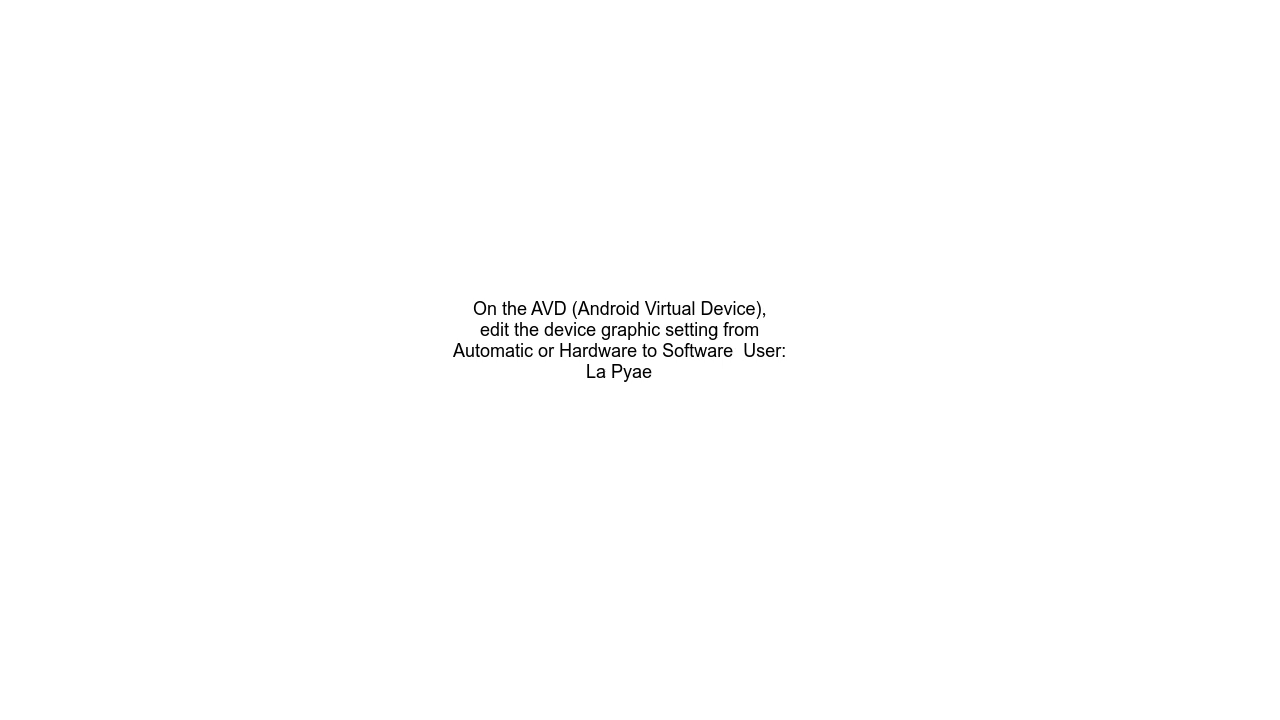 On the AVD (Android Virtual Device),
edit the device graphic setting from
Automatic or Hardware to Software  User:
La Pyae